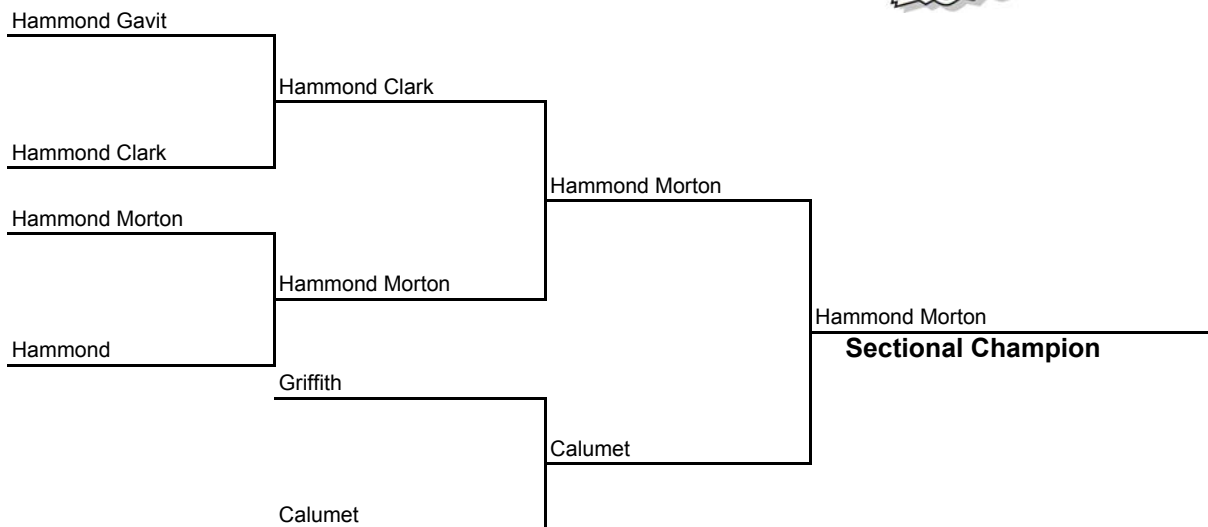 Hammond Gavit
Hammond Clark
Hammond Clark
Hammond Morton
Hammond Morton
Hammond Morton
Hammond Morton
Sectional Champion
Hammond
Griffith
Calumet
Calumet